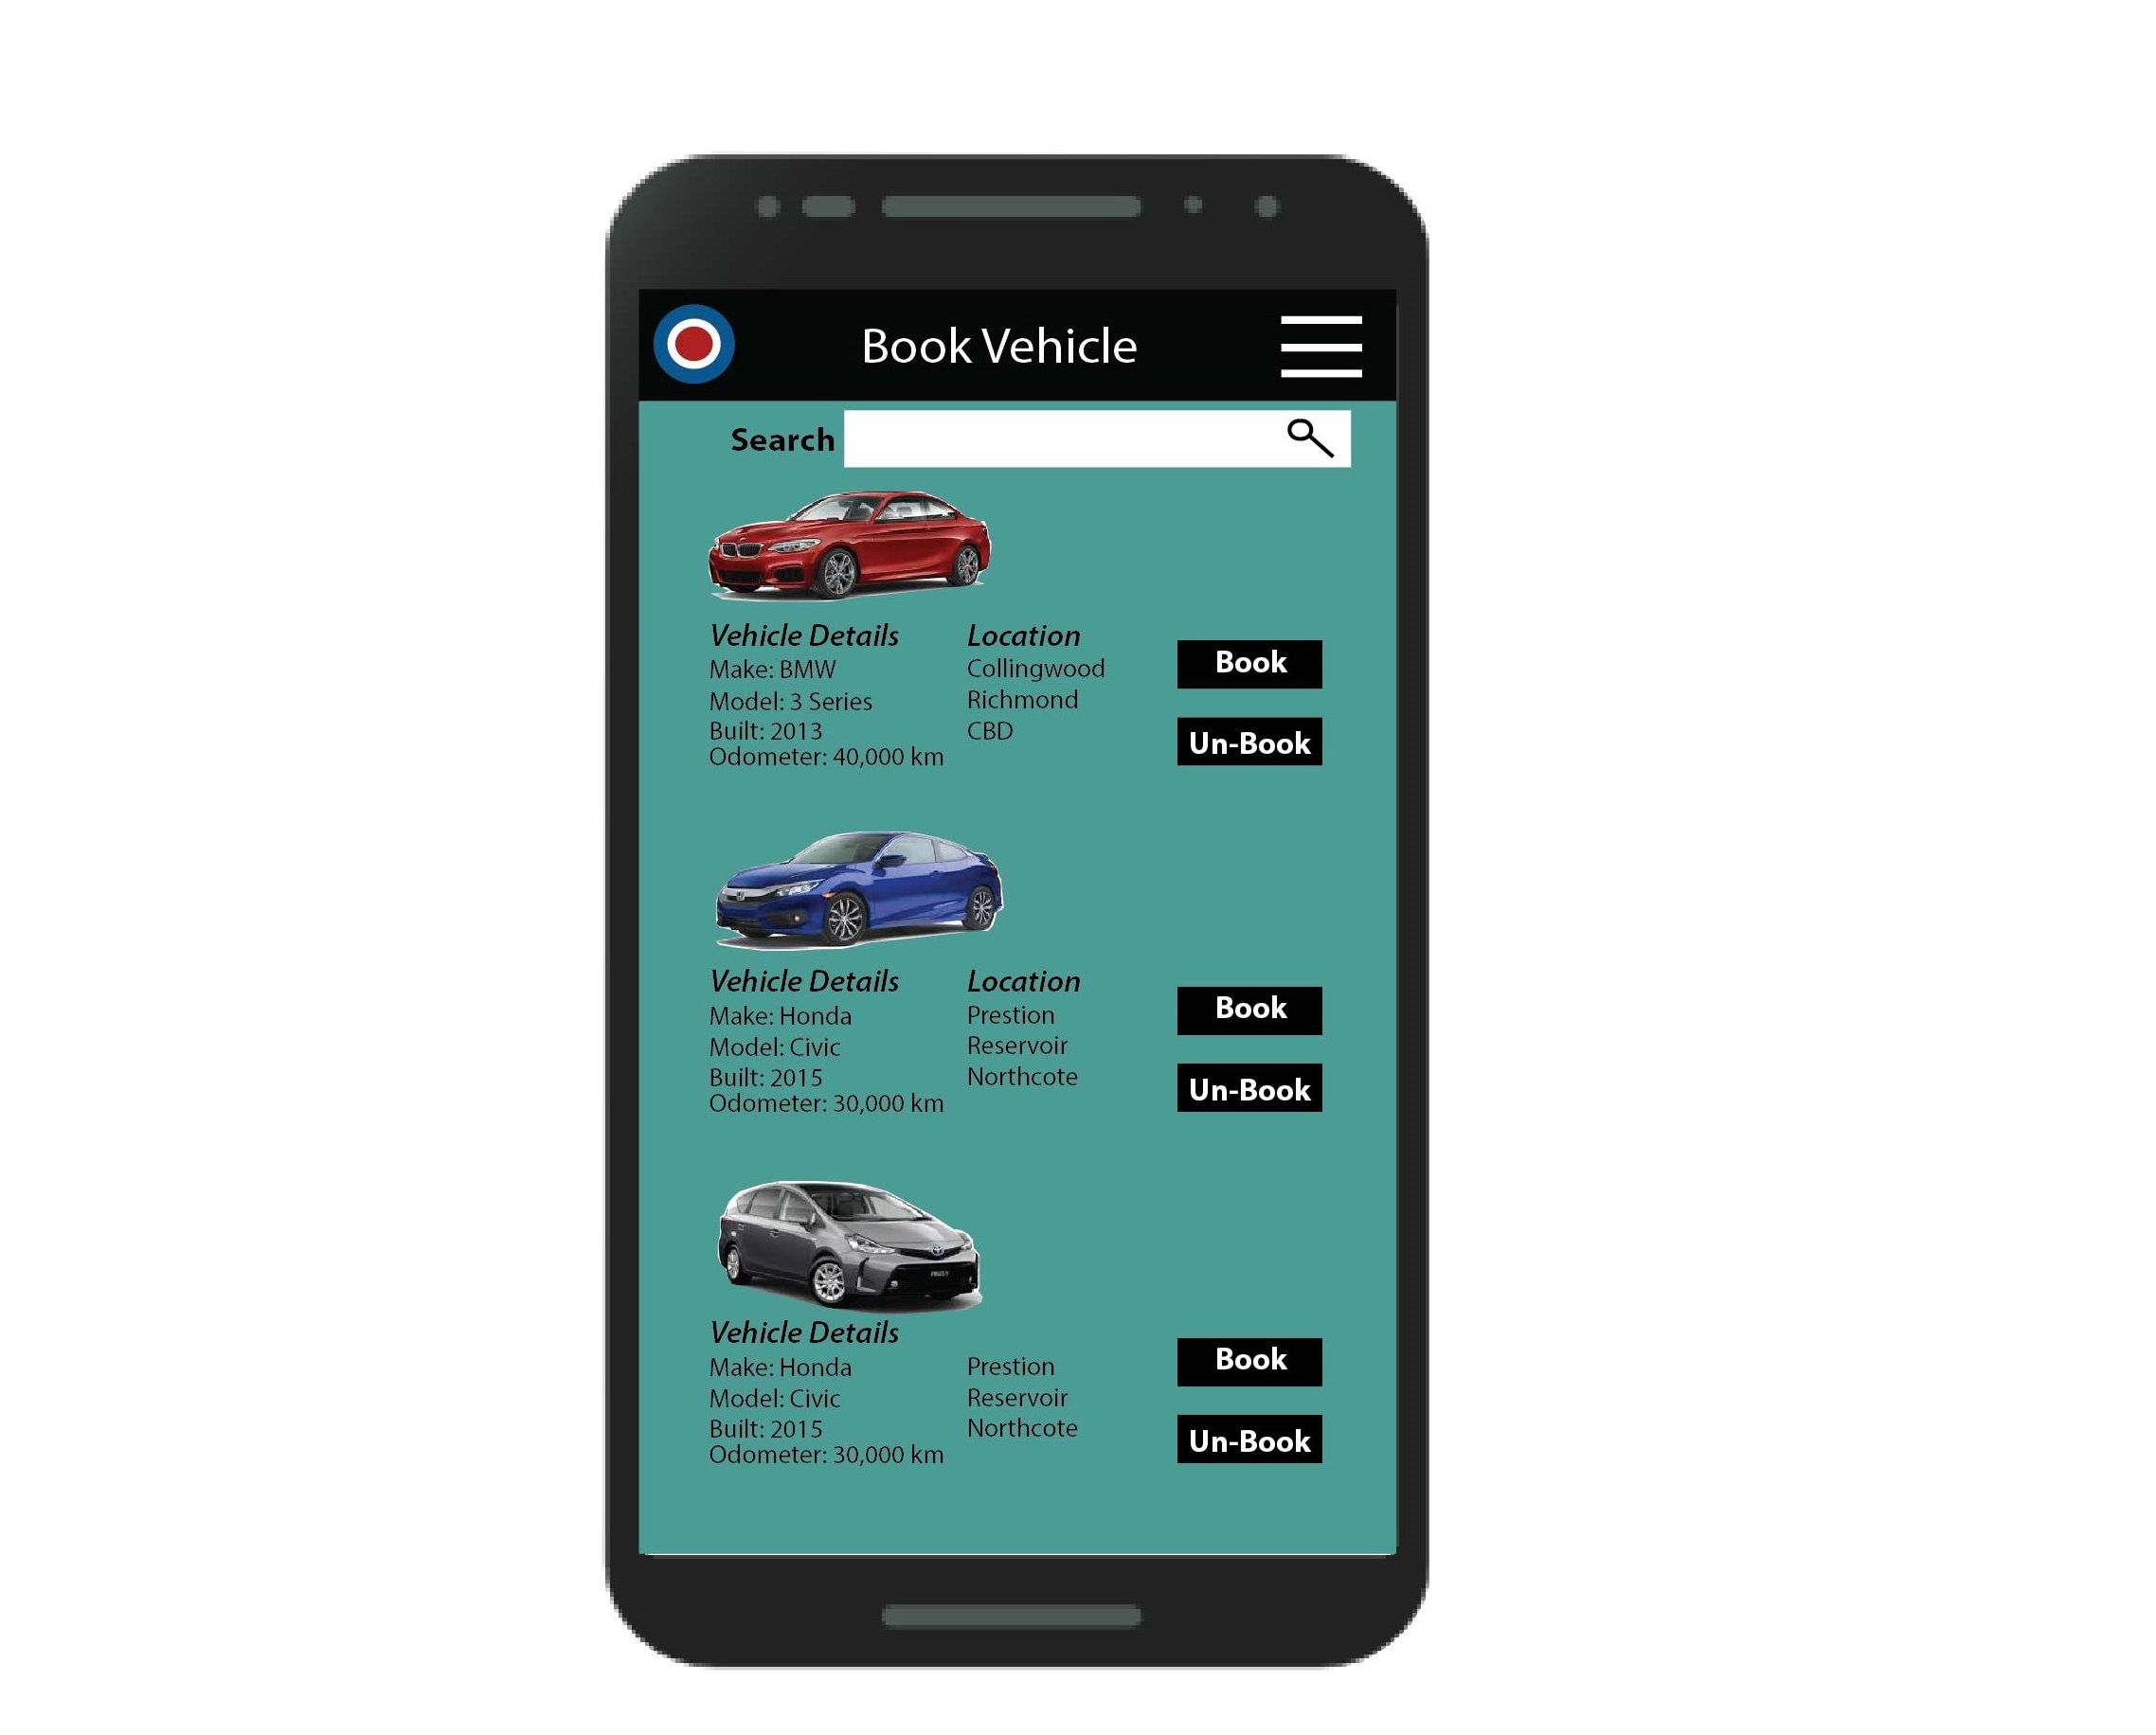 Book Vehicle
Search
Vehicle Details
Make: BMW
Model: 3 Series
Built: 2013
Odometer: 40,000 km
Location
Collingwood
Richmond
CBD
Book
Un-Book
Vehicle Details
Make: Honda
Model: Civic
Built: 2015
Odometer: 30,000 km
Location
Prestion
Reservoir
Northcote
Book
Un-Book
Vehicle Details
Make: Honda
Model: Civic
Built: 2015
Odometer: 30,000 km
Prestion
Reservoir
Northcote
Book
Un-Book